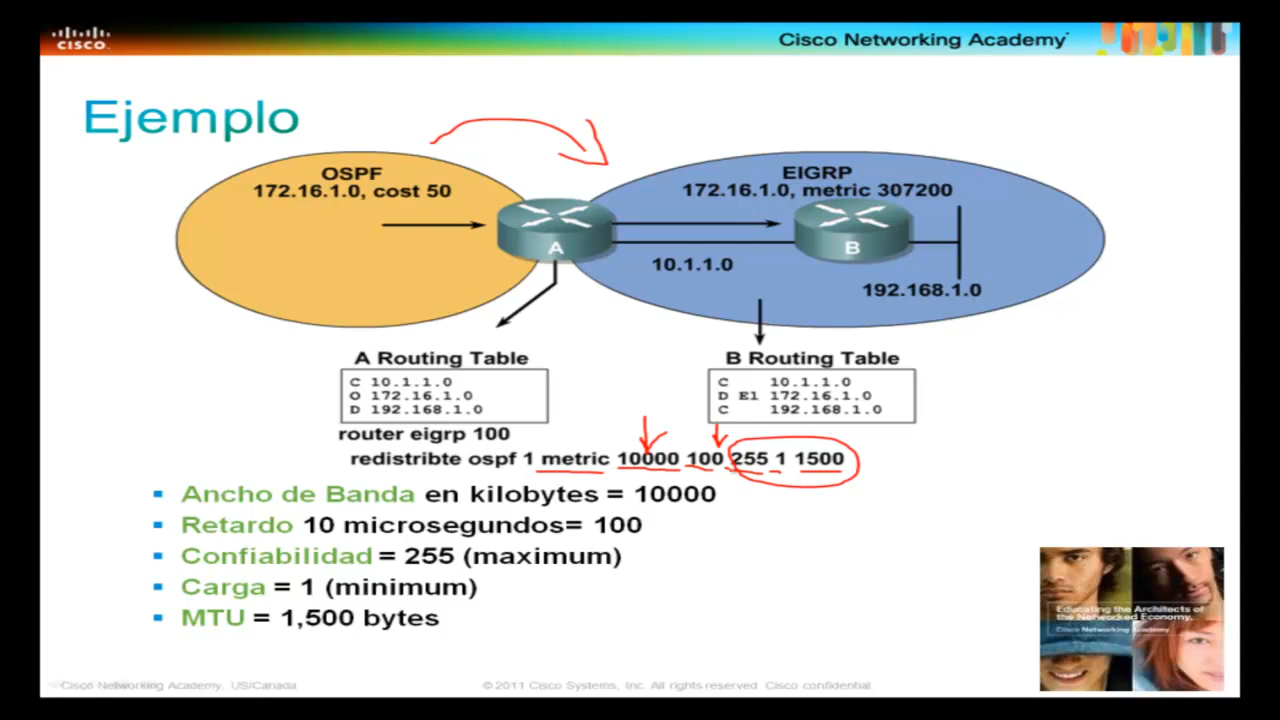 CISCO.
Cisco Networking Academy
Ejemplo
OSPF
172.16.1.0, cost 50
EIGRP
172.16.1.0, metric 307200
A
B
10.1.1.0
192.168.1.0
A Routing Table
C 10.1.1.0
O 172.16.1.0
D 192.168.1.0
B Routing Table
C 10.1.1.0
D E1 172.16.1.0
C 192.168.1.0
router eigrp 100
redistribte ospf 1 metric 10000 100 255 1 1500
Ancho de Banda en kilobytes = 10000
Retardo 10 microsegundos= 100
Confiabilidad = 255 (maximum)
Carga = 1 (minimum)
MTU = 1,500 bytes
Educating the Architects of
the Networked Economy.
Cisco Networking Academy
Cisco Networking Academy. US/Canada
© 2011 Cisco Systems, Inc. All rights reserved. Cisco confidential